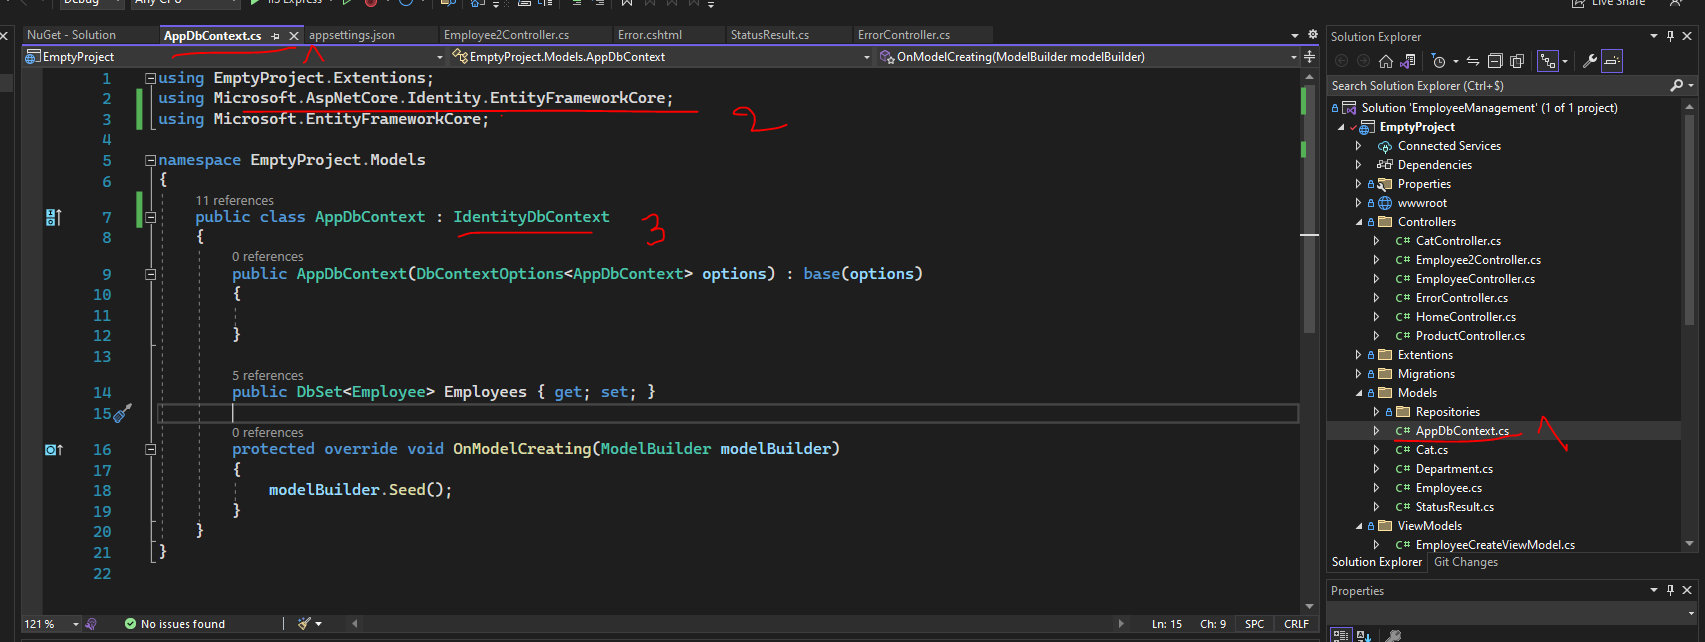 Debug
Any CPU
IIS Express
Live Share
NuGet - Solution
AppDbContext.cs
appsettings.json
Employee2Controller.cs
Error.cshtml
StatusResult.cs
ErrorController.cs
EmptyProject
EmptyProject.Models.AppDbContext
OnModelCreating(ModelBuilder modelBuilder)
1 using EmptyProject.Extentions;
2 using Microsoft.AspNetCore.Identity.EntityFrameworkCore;
2
3 using Microsoft.EntityFrameworkCore;
4
5 namespace EmptyProject.Models
6 {
11 references
7 public class AppDbContext : IdentityDbContext
3
8 {
0 references
9 public AppDbContext(DbContextOptions<AppDbContext> options) : base(options)
10 {
11
12 }
13
5 references
14 public DbSet<Employee> Employees { get; set; }
15
0 references
16 protected override void OnModelCreating(ModelBuilder modelBuilder)
17 {
18 modelBuilder.Seed();
19 }
20 }
21 }
22
121 %
No issues found
Ln: 15
Ch: 9
SPC
CRLF
Solution Explorer
Search Solution Explorer (Ctrl+$)
Solution 'EmployeeManagement' (1 of 1 project)
EmptyProject
Connected Services
Dependencies
Properties
wwwroot
Controllers
C# CatController.cs
C# Employee2Controller.cs
C# EmployeeController.cs
C# ErrorController.cs
C# HomeController.cs
C# ProductController.cs
Extentions
Migrations
Models
Repositories
C# AppDbContext.cs
C# Cat.cs
C# Department.cs
C# Employee.cs
C# StatusResult.cs
ViewModels
C# EmployeeCreateViewModel.cs
Solution Explorer
Git Changes
Properties